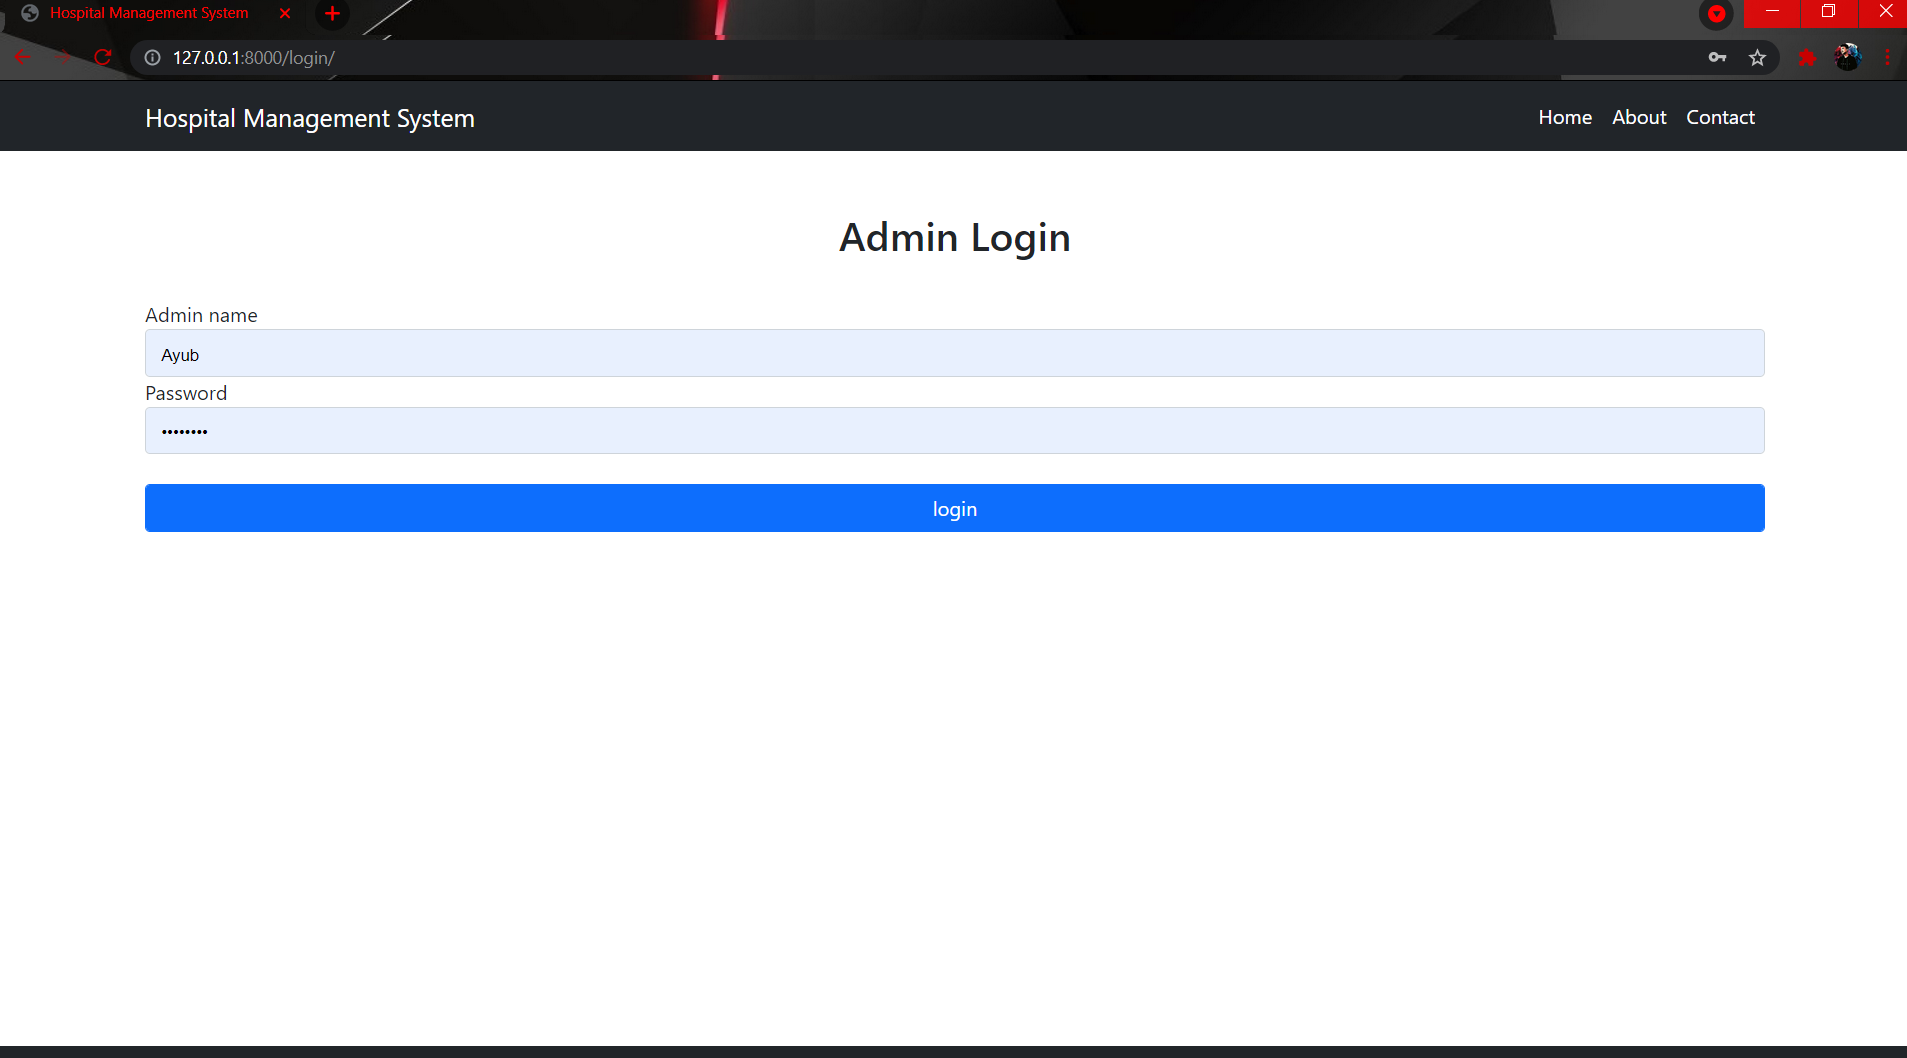 Hospital Management System
127.0.0.1:8000/login/
Hospital Management System
Home About Contact
Admin Login
Admin name
Ayub
Password
••••••••
login